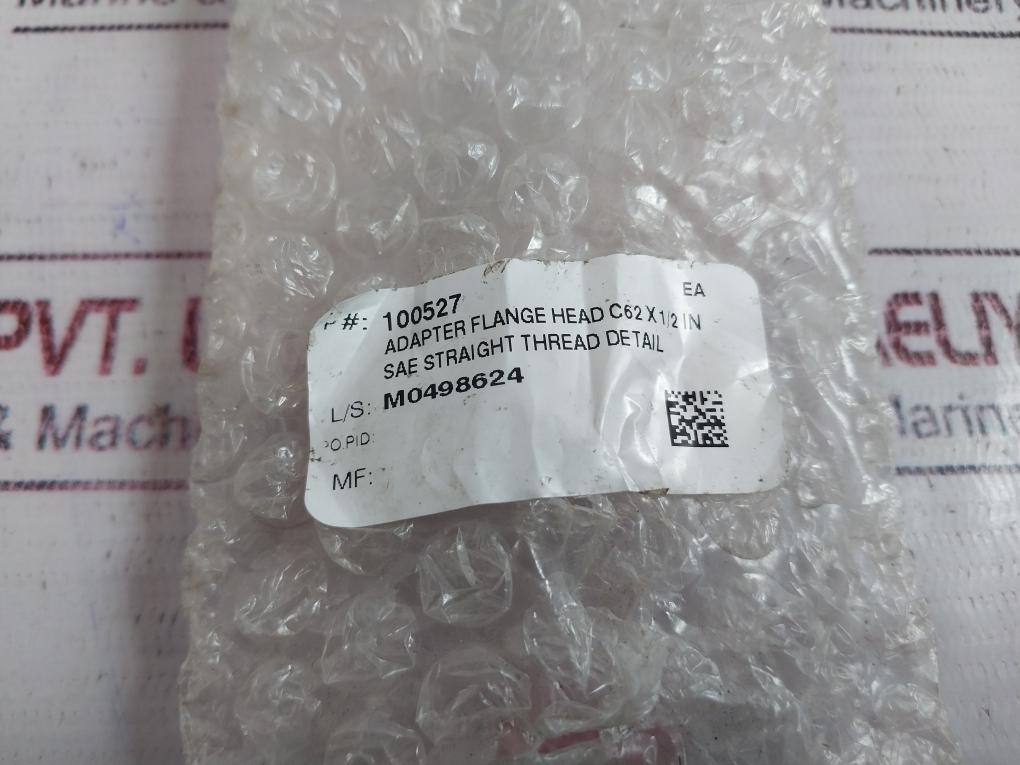 Marine &
Machinery
#: 100527 EA
ADAPTER FLANGE HEAD C62 X 1/2 IN
SAE STRAIGHT THREAD DETAIL
L/S: M0498624
PO.PID:
MF:
PVT.
& Mach